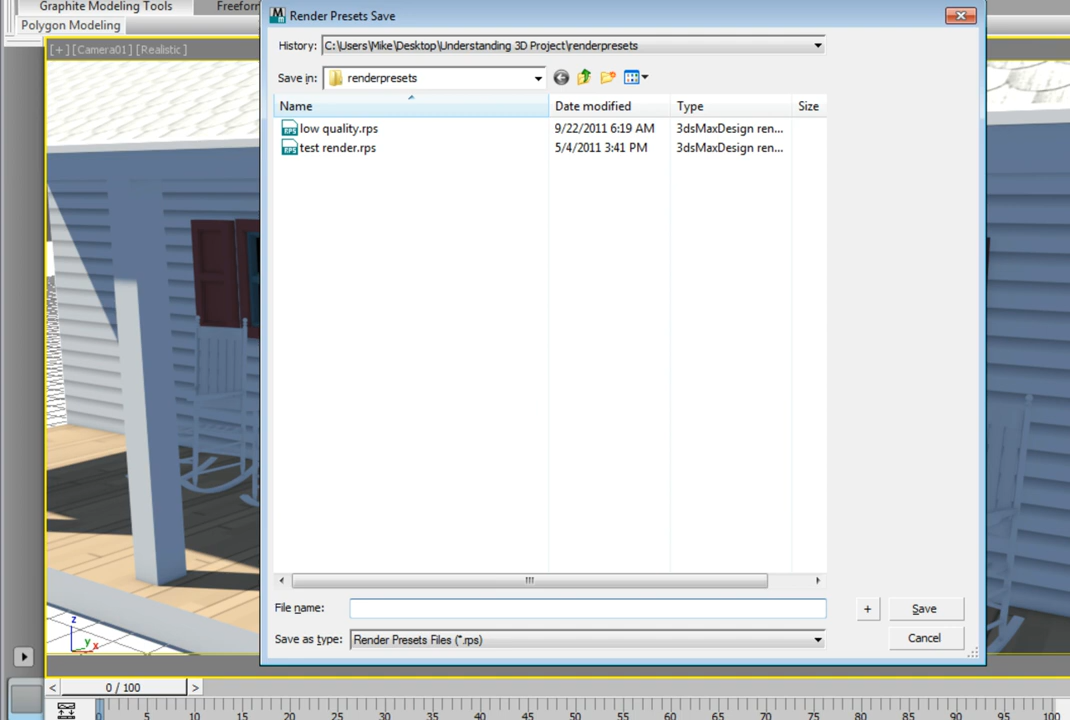 Graphite Modeling Tools
Freeform
Polygon Modeling
[ + ] [Camera01] [Realistic ]
Render Presets Save
History: C:\Users\Mike\Desktop\Understanding 3D Project\renderpresets
Save in: renderpresets
Name Date modified Type Size
low quality.rps 9/22/2011 6:19 AM 3dsMaxDesign ren...
test render.rps 5/4/2011 3:41 PM 3dsMaxDesign ren...
File name: + Save
Save as type: Render Presets Files (*.rps) Cancel
z
y
x
< 0 / 100 >
0 5 10 15 20 25 30 35 40 45 50 55 60 65 70 75 80 85 90 95 100